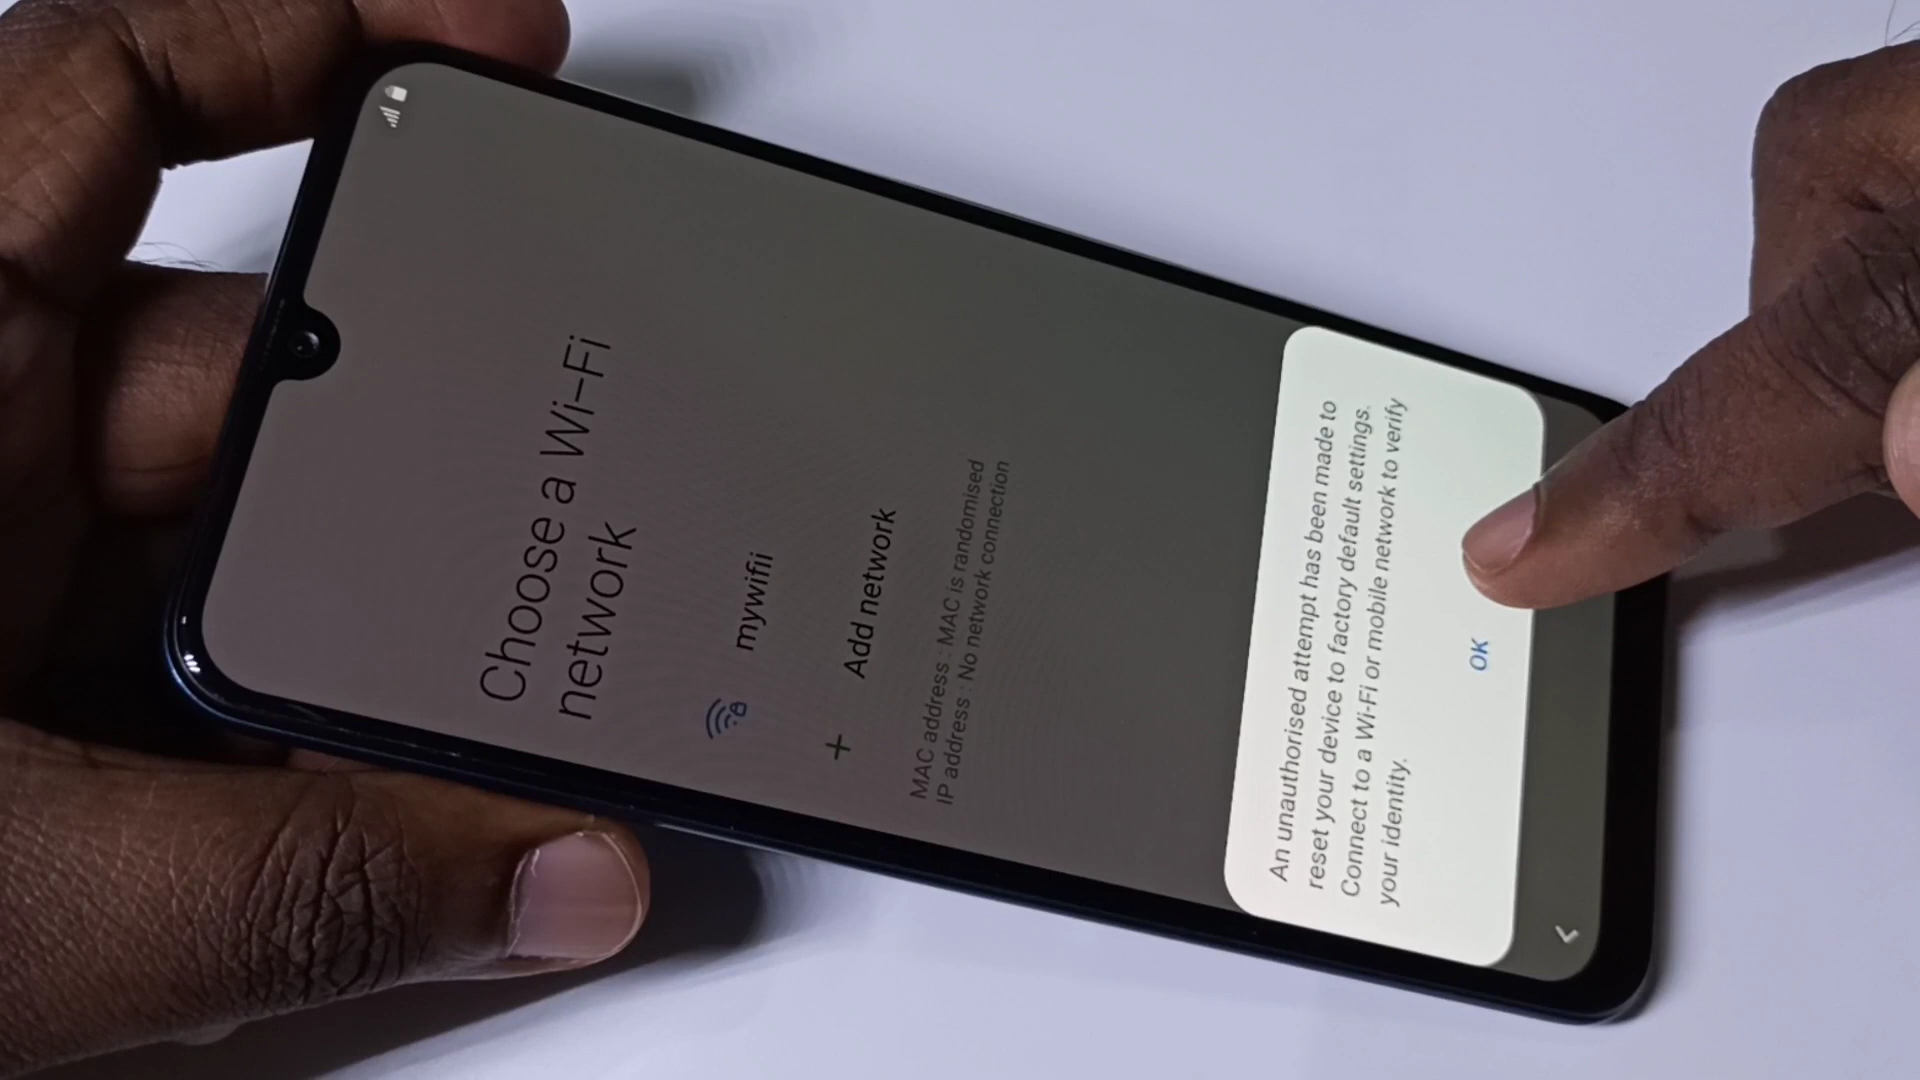 Choose a Wi-Fi
network
mywifii
+ Add network
MAC address : MAC is randomised
IP address : No network connection
An unauthorised attempt has been made to
reset your device to factory default settings.
Connect to a Wi-Fi or mobile network to verify
your identity.
OK